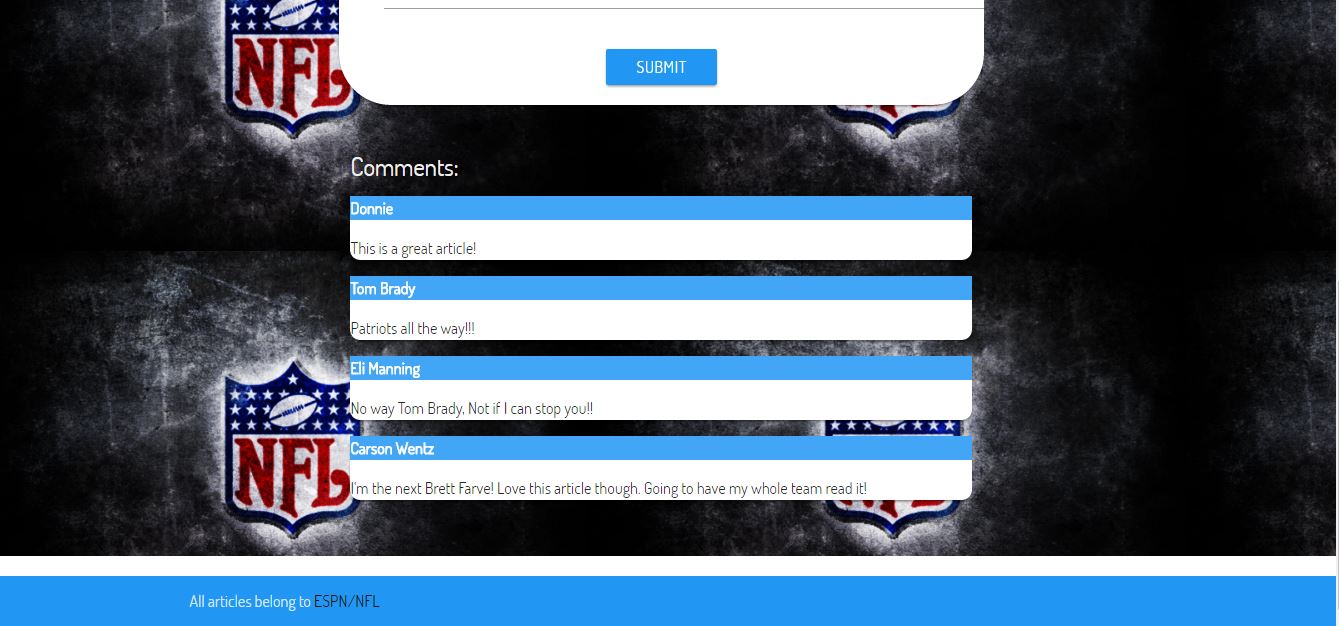 NFL
SUBMIT
Comments:
Donnie
This is a great article!
Tom Brady
Patriots all the way!!!
Eli Manning
No way Tom Brady, Not if I can stop you!!
Carson Wentz
I'm the next Brett Farve! Love this article though. Going to have my whole team read it!
NFL
All articles belong to ESPN/NFL